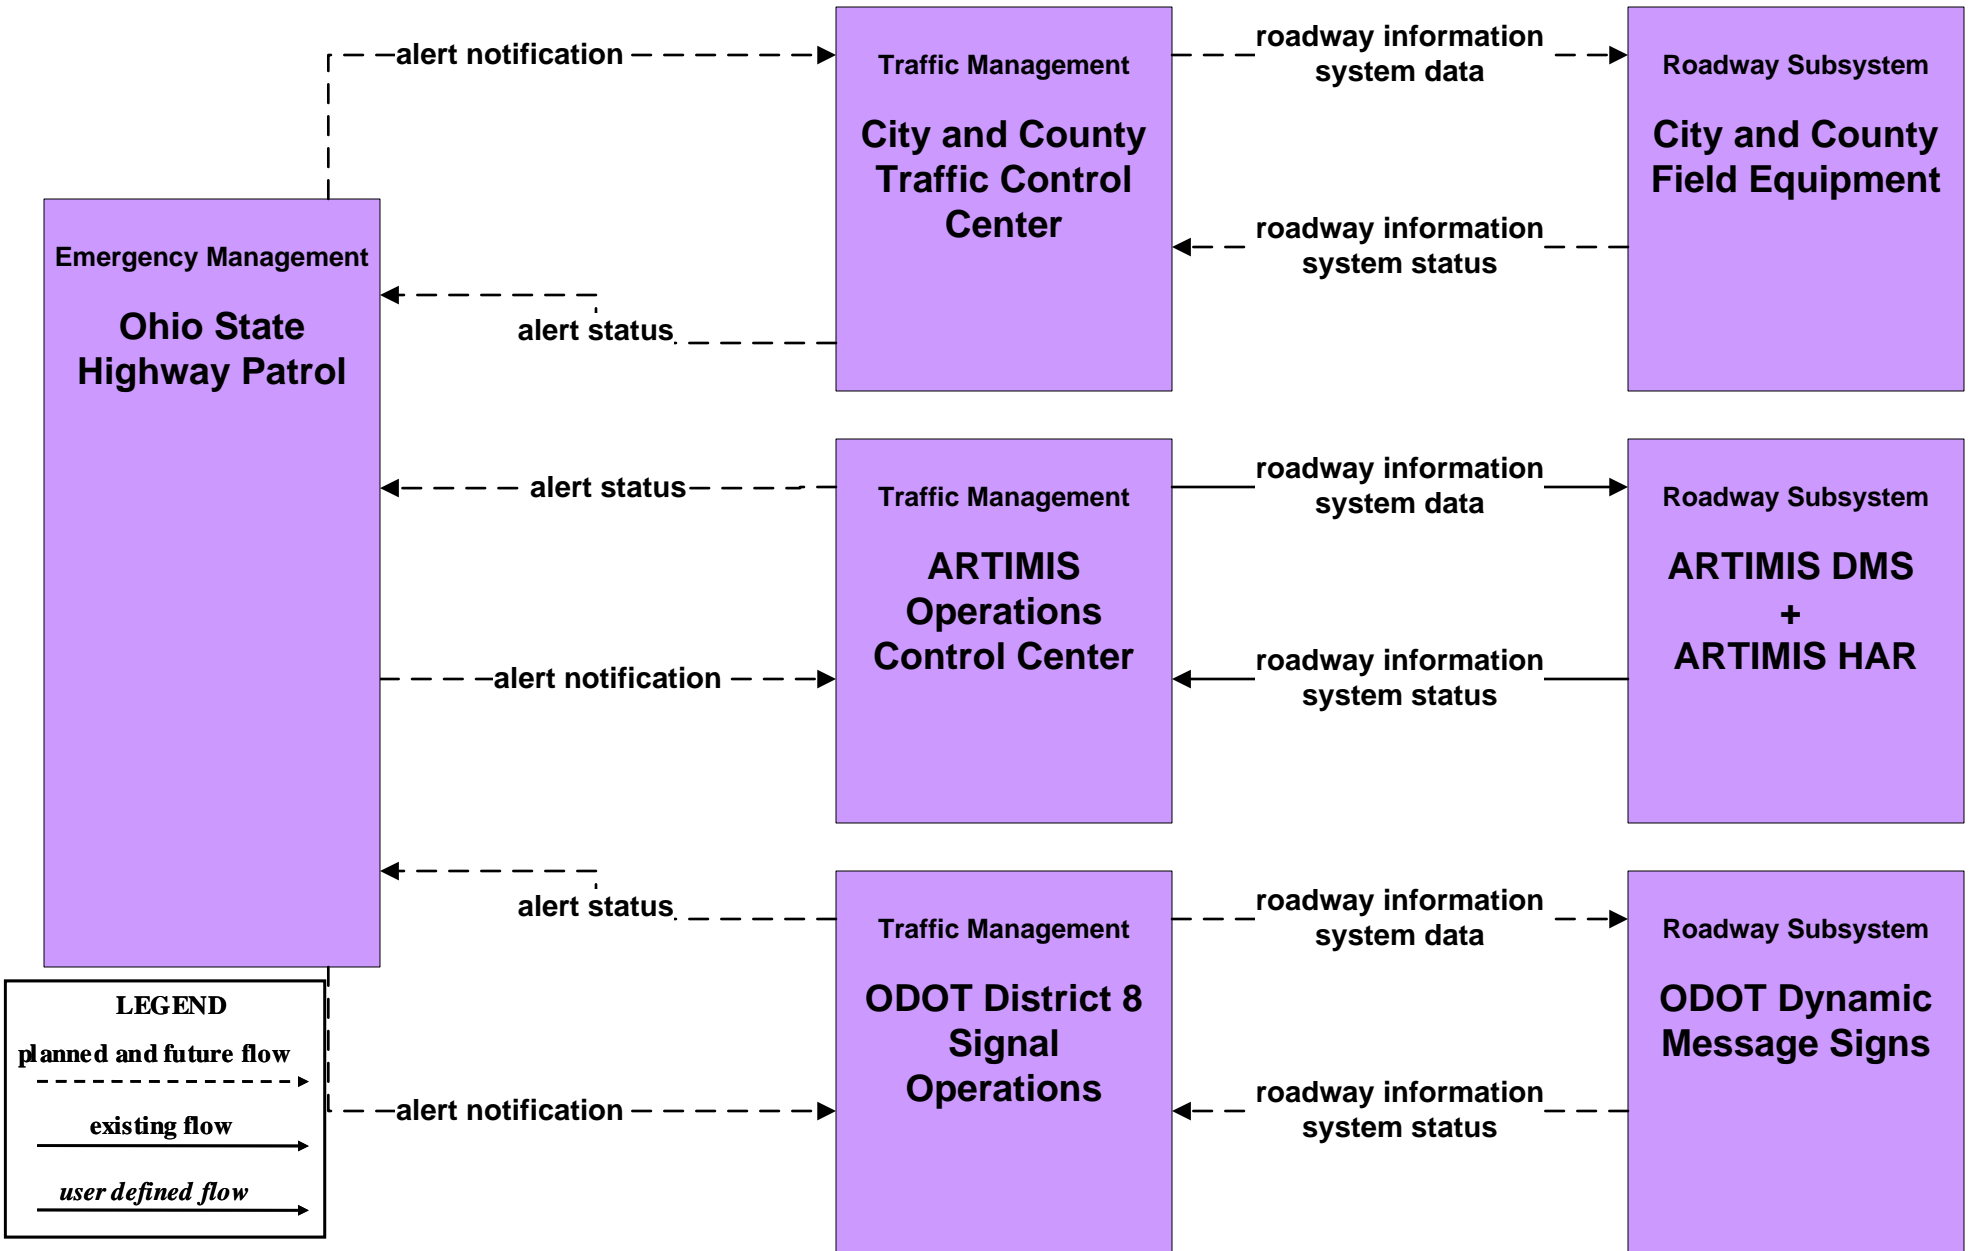 alert notification
roadway information
system data
Traffic Management
City and County
Traffic Control
Center
Roadway Subsystem
City and County
Field Equipment
roadway information
system status
Emergency Management
Ohio State
Highway Patrol
alert status
alert status
Traffic Management
ARTIMIS
Operations
Control Center
roadway information
system data
Roadway Subsystem
ARTIMIS DMS
+
ARTIMIS HAR
alert notification
roadway information
system status
alert status
Traffic Management
ODOT District 8
Signal
Operations
roadway information
system data
Roadway Subsystem
ODOT Dynamic
Message Signs
alert notification
roadway information
system status
LEGEND
planned and future flow
existing flow
user defined flow